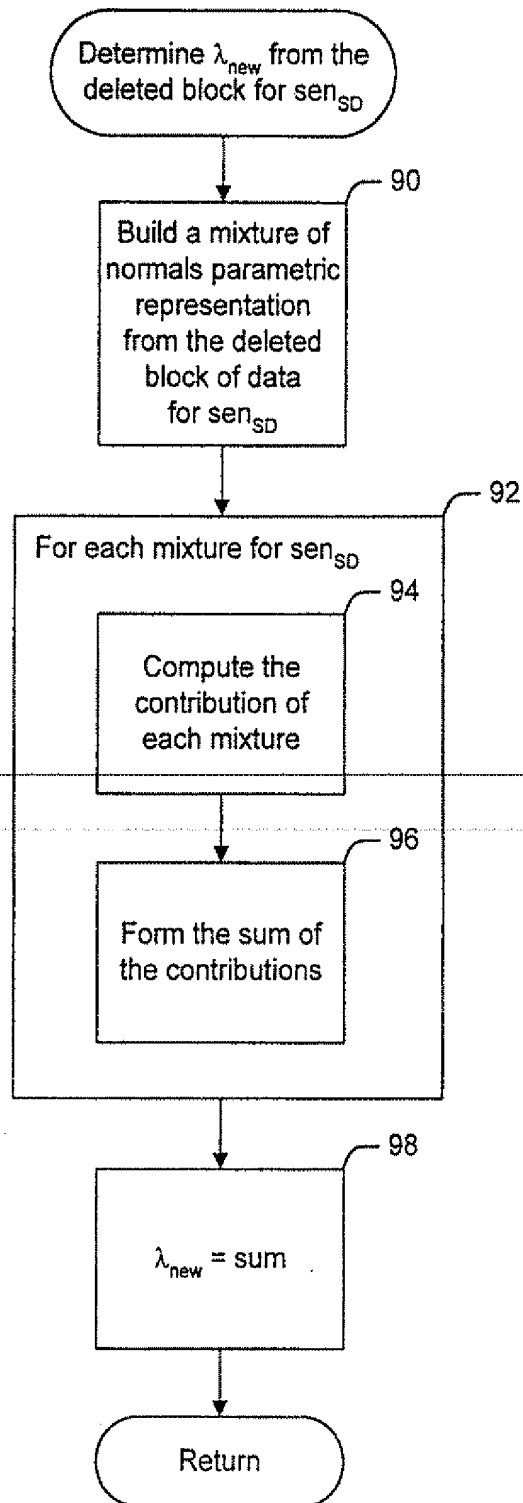 Determine λnew from the
deleted block for senSD
90
Build a mixture of
normals parametric
representation
from the deleted
block of data
for senSD
92
For each mixture for senSD
94
Compute the
contribution of
each mixture
96
Form the sum of
the contributions
98
λnew = sum
Return